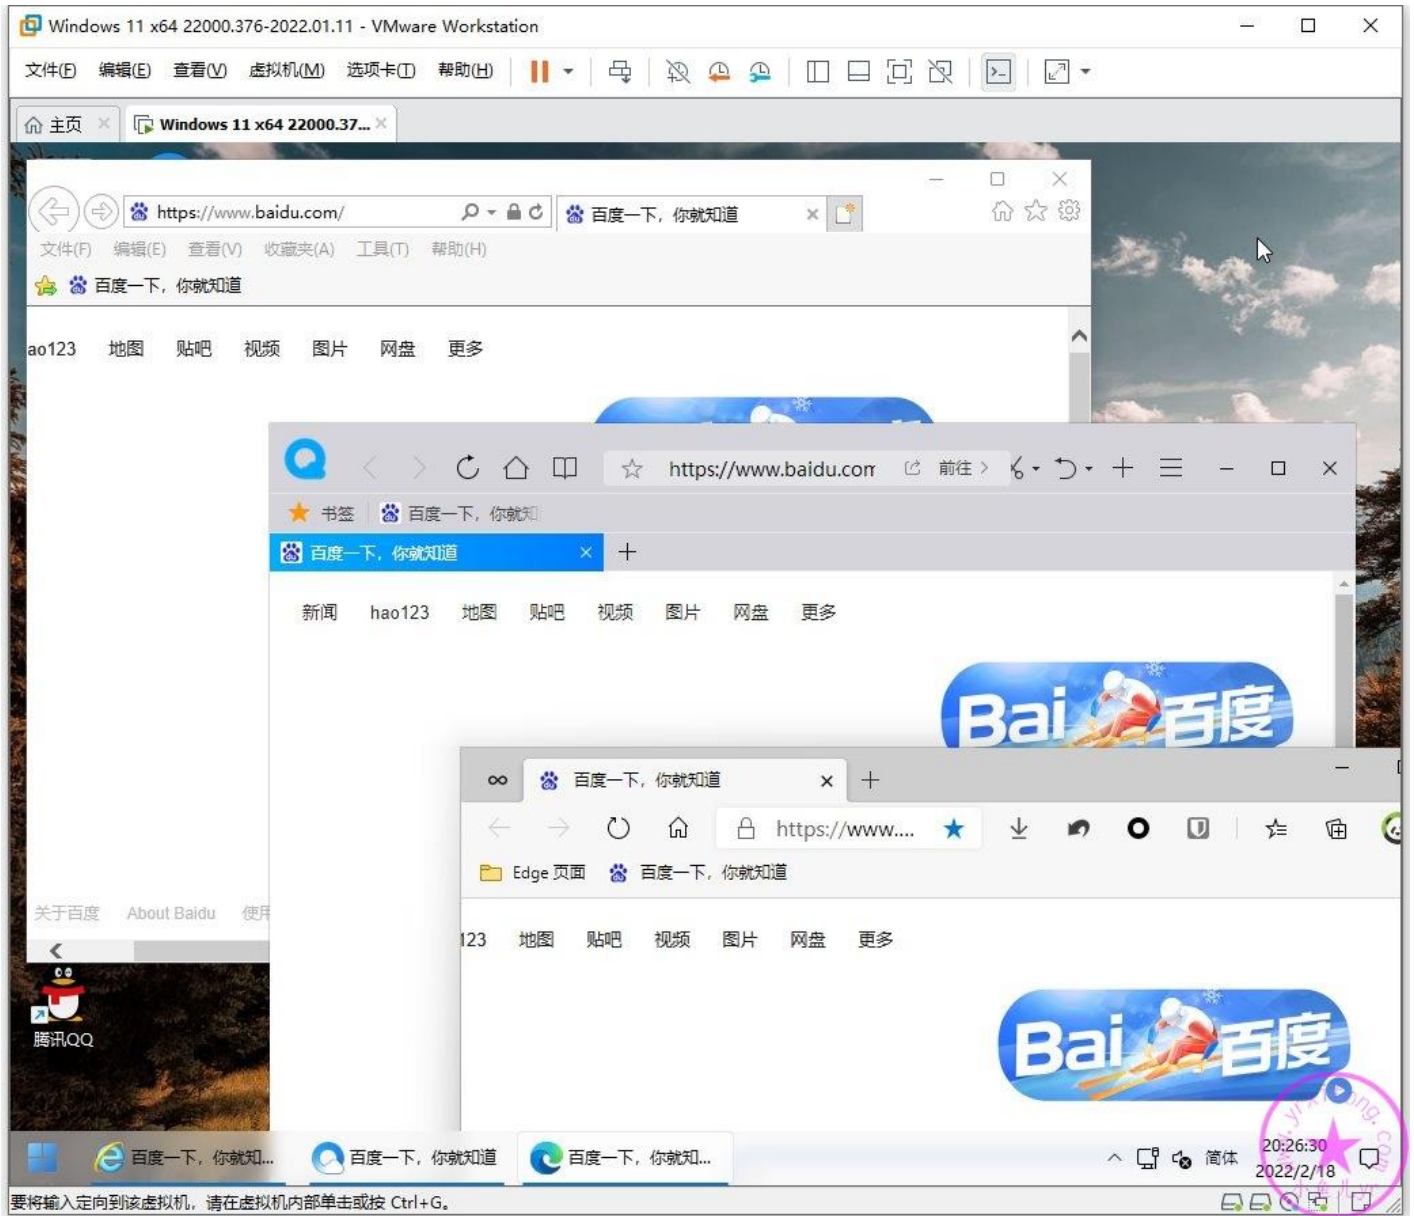 Windows 11 x64 22000.376-2022.01.11 - VMware Workstation
文件(F) 编辑(E) 查看(V) 虚拟机(M) 选项卡(T) 帮助(H)
主页 Windows 11 x64 22000.37...
https://www.baidu.com/ 百度一下，你就知道
文件(F) 编辑(E) 查看(V) 收藏夹(A) 工具(T) 帮助(H)
百度一下，你就知道
ao123 地图 贴吧 视频 图片 网盘 更多
https://www.baidu.com 前往
书签 百度一下，你就知
百度一下，你就知道
新闻 hao123 地图 贴吧 视频 图片 网盘 更多
Bai 百度
百度一下，你就知道
https://www....
Edge 页面 百度一下，你就知道
关于百度 About Baidu 使用
123 地图 贴吧 视频 图片 网盘 更多
腾讯QQ
Bai 百度
百度一下，你就知... 百度一下，你就知道 百度一下，你就知... 简体 20:26:30
2022/2/18
要将输入定向到该虚拟机，请在虚拟机内部单击或按 Ctrl+G。